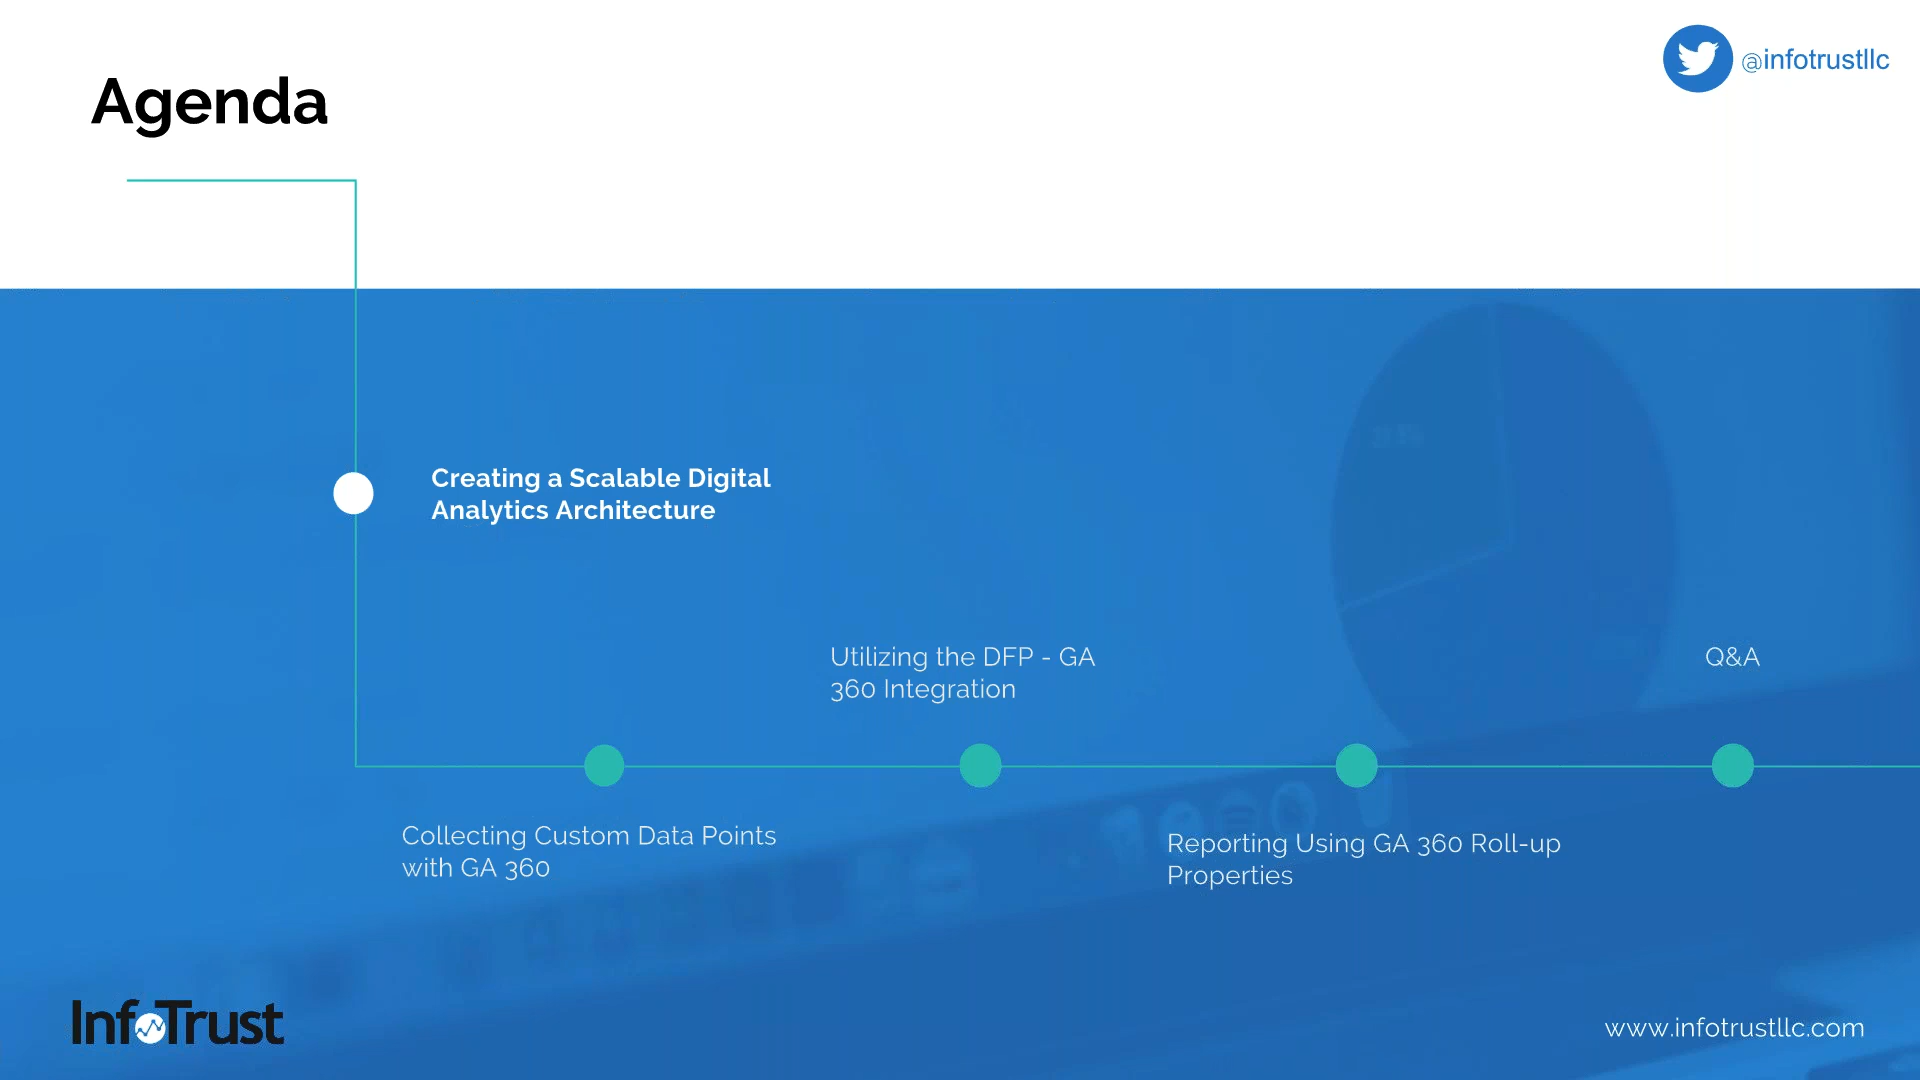 Agenda
@infotrustllc
Creating a Scalable Digital
Analytics Architecture
Collecting Custom Data Points
with GA 360
Utilizing the DFP - GA
360 Integration
Reporting Using GA 360 Roll-up
Properties
Q&A
InfoTrust
www.infotrustllc.com